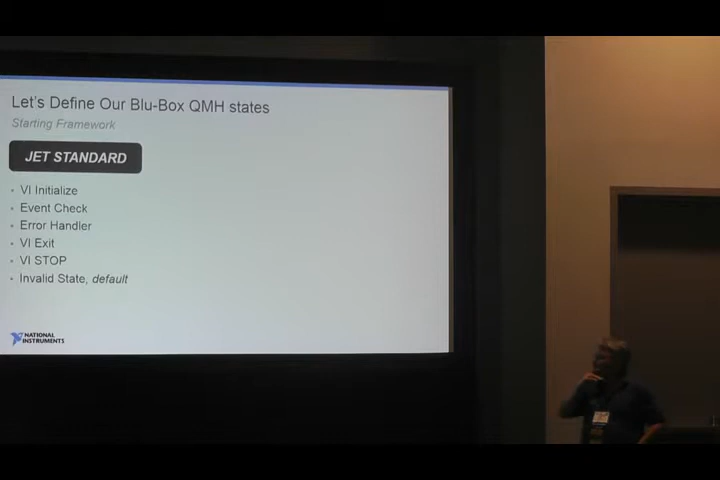 Let's Define Our Blu-Box QMH states
Starting Framework
JET STANDARD
VI Initialize
Event Check
Error Handler
VI Exit
VI STOP
Invalid State, default
NATIONAL
INSTRUMENTS